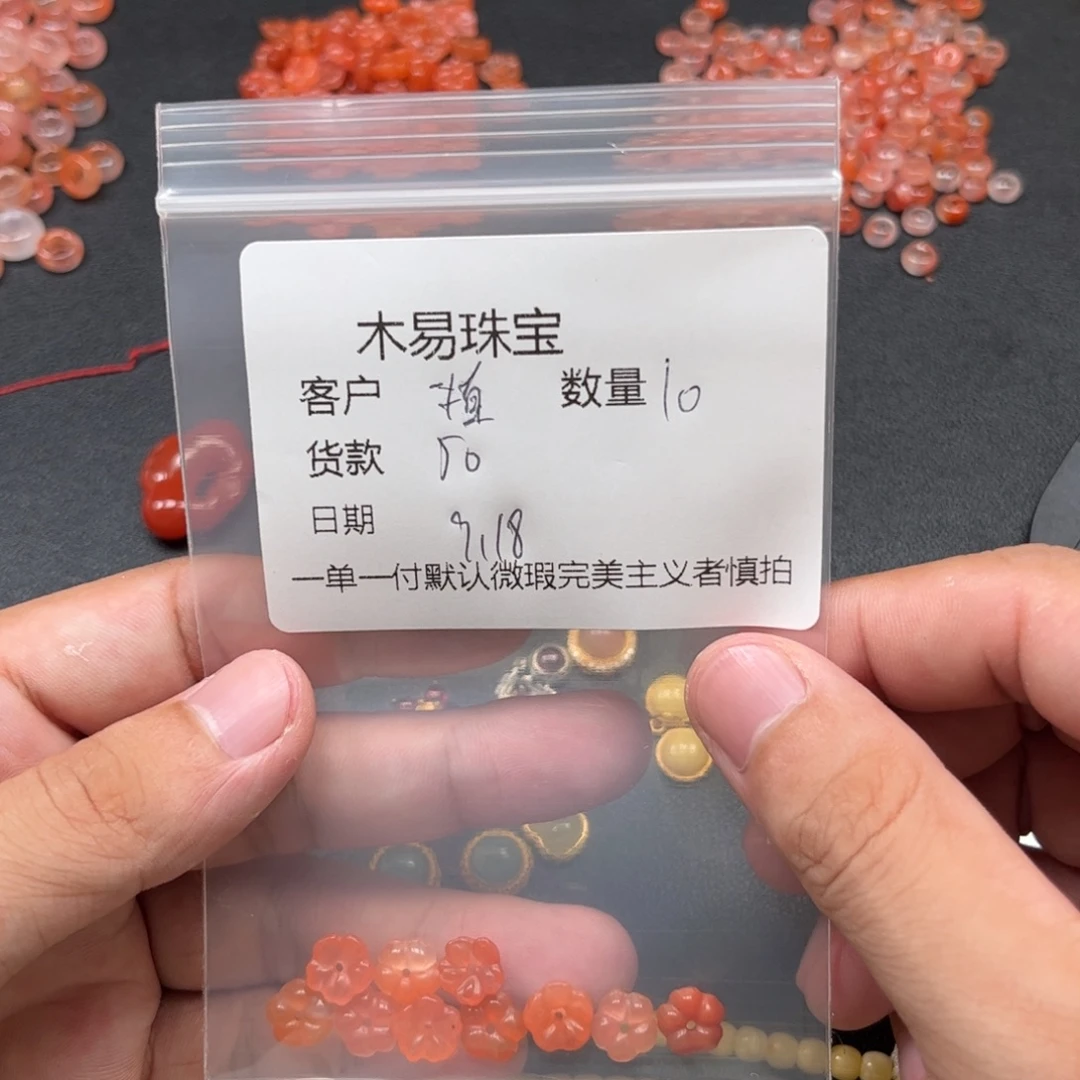 木易珠宝
客户 植 数量 10
货款 50
日期 9.18
一单一付默认微瑕完美主义者慎拍